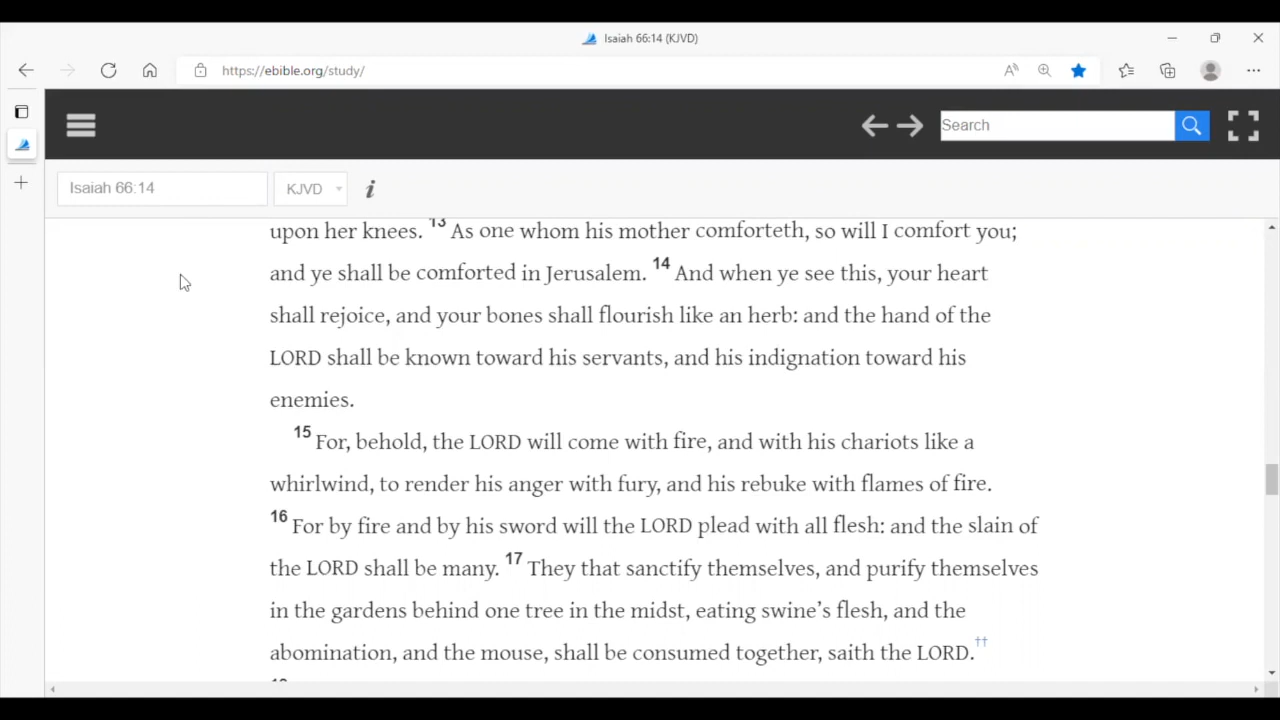 Isaiah 66:14 (KJVD)
https://ebible.org/study/
Search
Isaiah 66:14
KJVD
i
upon her knees. 13 As one whom his mother comforteth, so will I comfort you;
and ye shall be comforted in Jerusalem. 14 And when ye see this, your heart
shall rejoice, and your bones shall flourish like an herb: and the hand of the
LORD shall be known toward his servants, and his indignation toward his
enemies.
15 For, behold, the LORD will come with fire, and with his chariots like a
whirlwind, to render his anger with fury, and his rebuke with flames of fire.
16 For by fire and by his sword will the LORD plead with all flesh: and the slain of
the LORD shall be many. 17 They that sanctify themselves, and purify themselves
in the gardens behind one tree in the midst, eating swine’s flesh, and the
abomination, and the mouse, shall be consumed together, saith the LORD.††